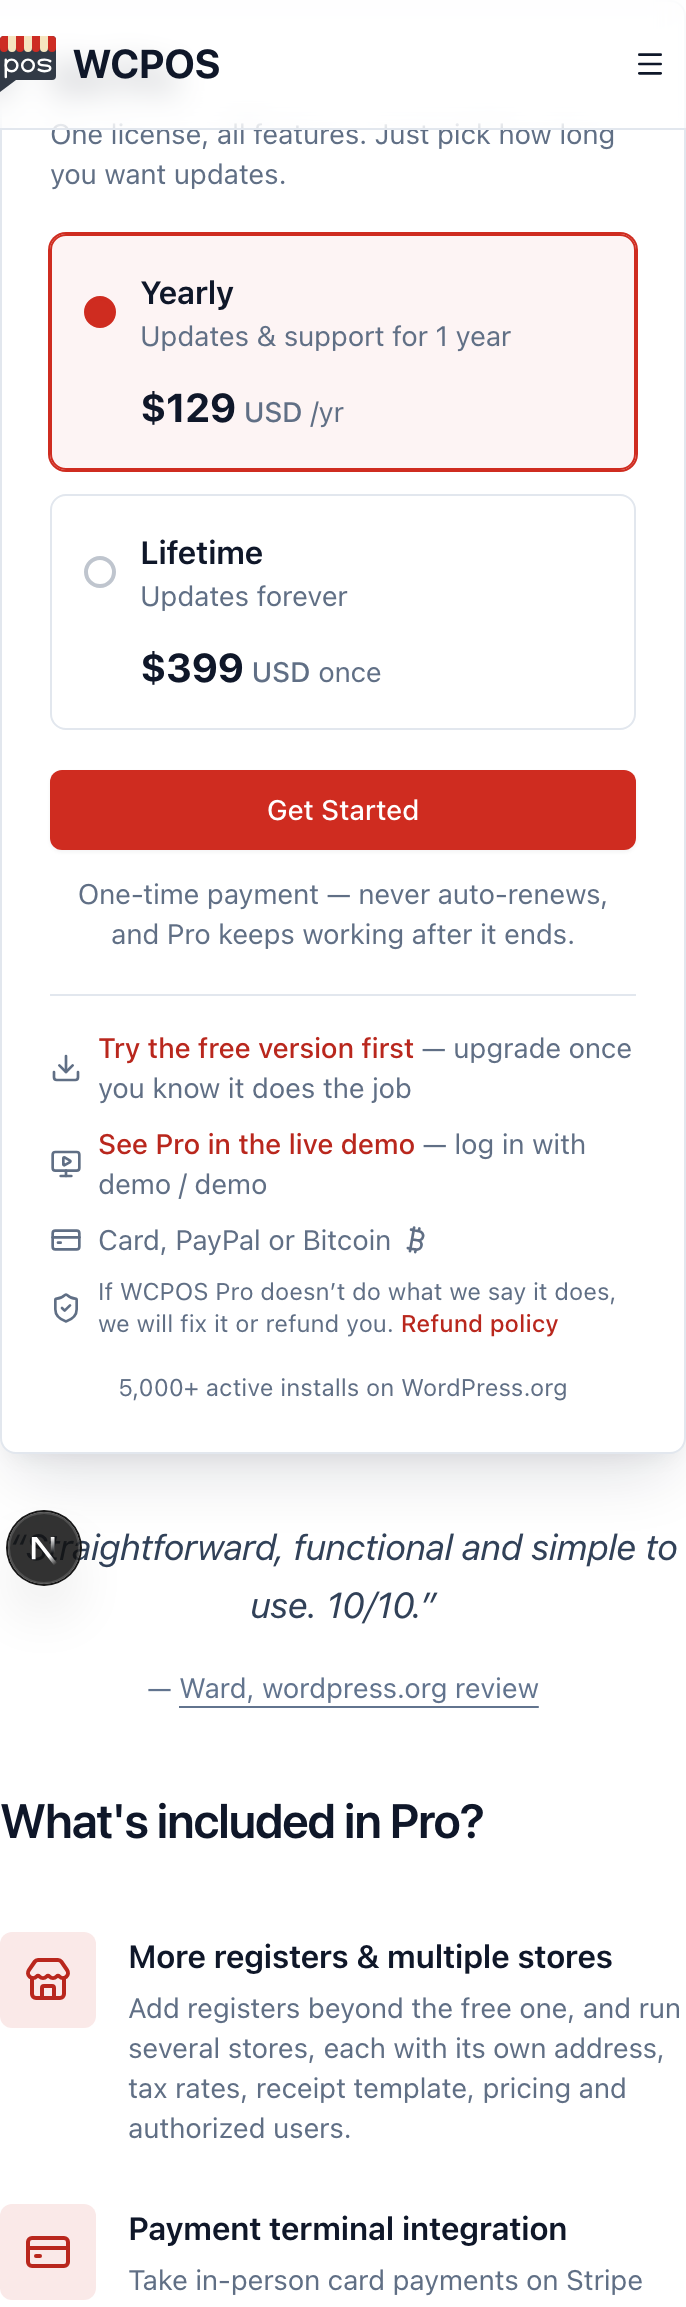 pos WCPOS
One license, all features. Just pick how long
you want updates.
Yearly
Updates & support for 1 year
$129 USD /yr
Lifetime
Updates forever
$399 USD once
Get Started
One-time payment — never auto-renews,
and Pro keeps working after it ends.
Try the free version first — upgrade once
you know it does the job
See Pro in the live demo — log in with
demo / demo
Card, PayPal or Bitcoin ₿
If WCPOS Pro doesn’t do what we say it does,
we will fix it or refund you. Refund policy
5,000+ active installs on WordPress.org
N
“Straightforward, functional and simple to
use. 10/10.”
— Ward, wordpress.org review
What's included in Pro?
More registers & multiple stores
Add registers beyond the free one, and run
several stores, each with its own address,
tax rates, receipt template, pricing and
authorized users.
Payment terminal integration
Take in-person card payments on Stripe